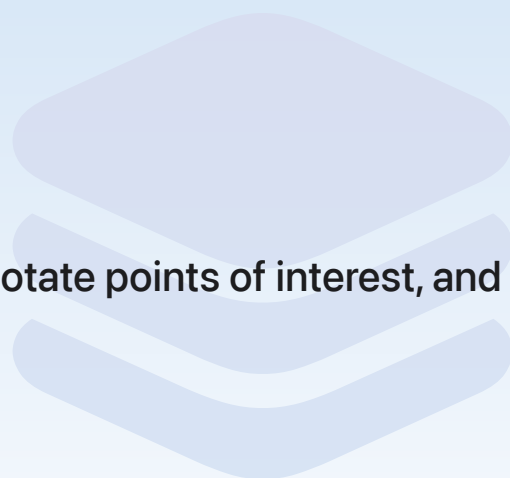 otate points of interest, and